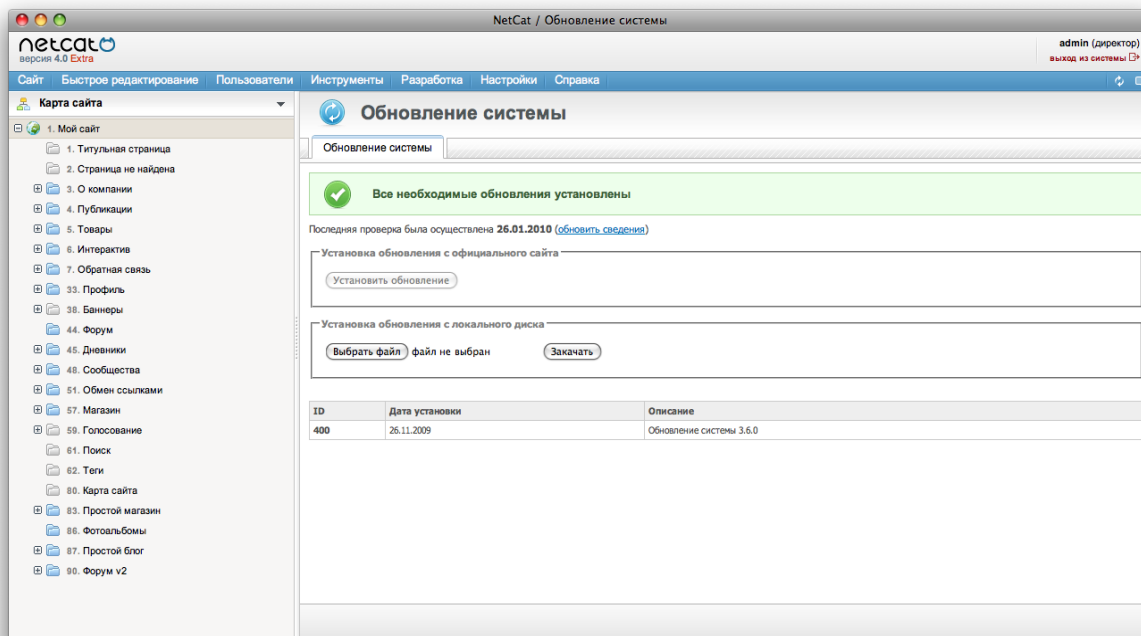 NetCat / Обновление системы
netcat
версия 4.0 Extra
admin (директор)
выход из системы
Сайт Быстрое редактирование Пользователи Инструменты Разработка Настройки Справка
Карта сайта
1. Мой сайт
1. Титульная страница
2. Страница не найдена
3. О компании
4. Публикации
5. Товары
6. Интерактив
7. Обратная связь
33. Профиль
38. Баннеры
44. Форум
45. Дневники
48. Сообщества
51. Обмен ссылками
57. Магазин
59. Голосование
61. Поиск
62. Теги
80. Карта сайта
83. Простой магазин
86. Фотоальбомы
87. Простой блог
90. Форум v2
Обновление системы
Обновление системы
Все необходимые обновления установлены
Последняя проверка была осуществлена 26.01.2010 (обновить сведения)
Установка обновления с официального сайта
Установить обновление
Установка обновления с локального диска
Выбрать файл файл не выбран Закачать
ID Дата установки Описание
400 26.11.2009 Обновление системы 3.6.0